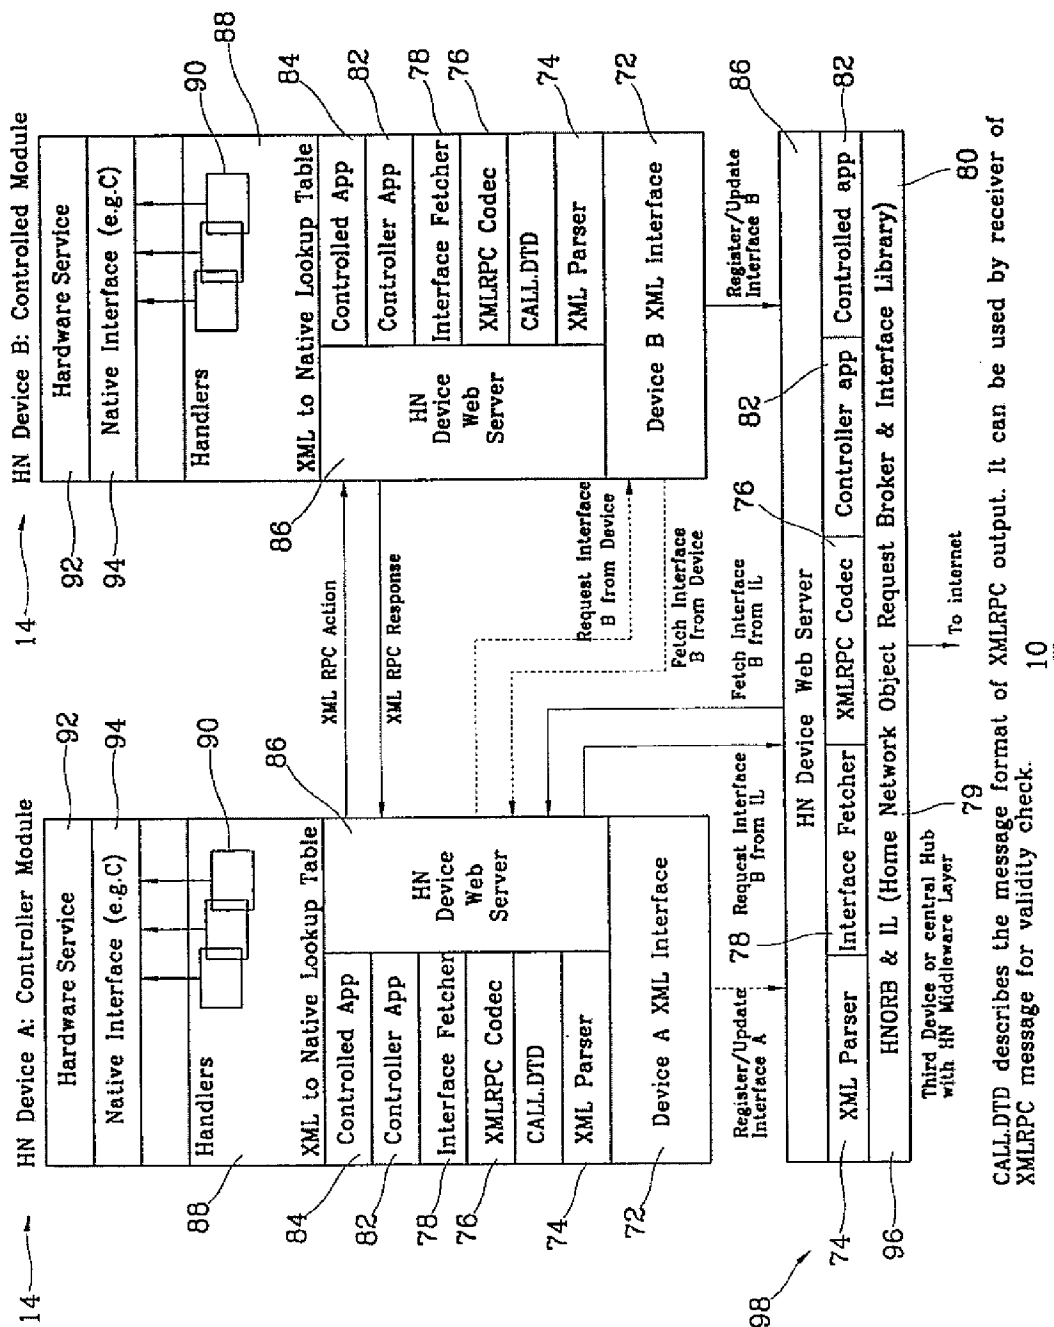 14
HN Device A: Controller Module
Hardware Service
92
Native Interface (e.g.C)
94
Handlers
90
88
XML to Native Lookup Table
Controlled App
84
Controller App
82
Interface Fetcher
78
XMLRPC Codec
76
CALL.DTD
XML Parser
74
HN
Device
Web
Server
86
Device A XML Interface
72
14
HN Device B: Controlled Module
Hardware Service
92
Native Interface (e.g.C)
94
Handlers
90
88
XML to Native Lookup Table
Controlled App
84
Controller App
82
Interface Fetcher
78
XMLRPC Codec
76
CALL.DTD
XML Parser
74
HN
Device
Web
Server
86
Device B XML Interface
72
XML RPC Action
XML RPC Response
Request Interface
B from Device
Fetch Interface
B from Device
Fetch Interface
B from IL
Request Interface
B from IL
Register/Update
Interface A
Register/Update
Interface B
98
HN Device Web Server
86
XML Parser
74
Interface Fetcher
78
XMLRPC Codec
76
Controller app
82
Controlled app
82
HNORB & IL (Home Network Object Request Broker & Interface Library)
96
79
80
Third Device or central Hub
with HN Middleware Layer
To internet
CALL.DTD describes the message format of XMLRPC output. It can be used by receiver of
XMLRPC message for validity check.
10